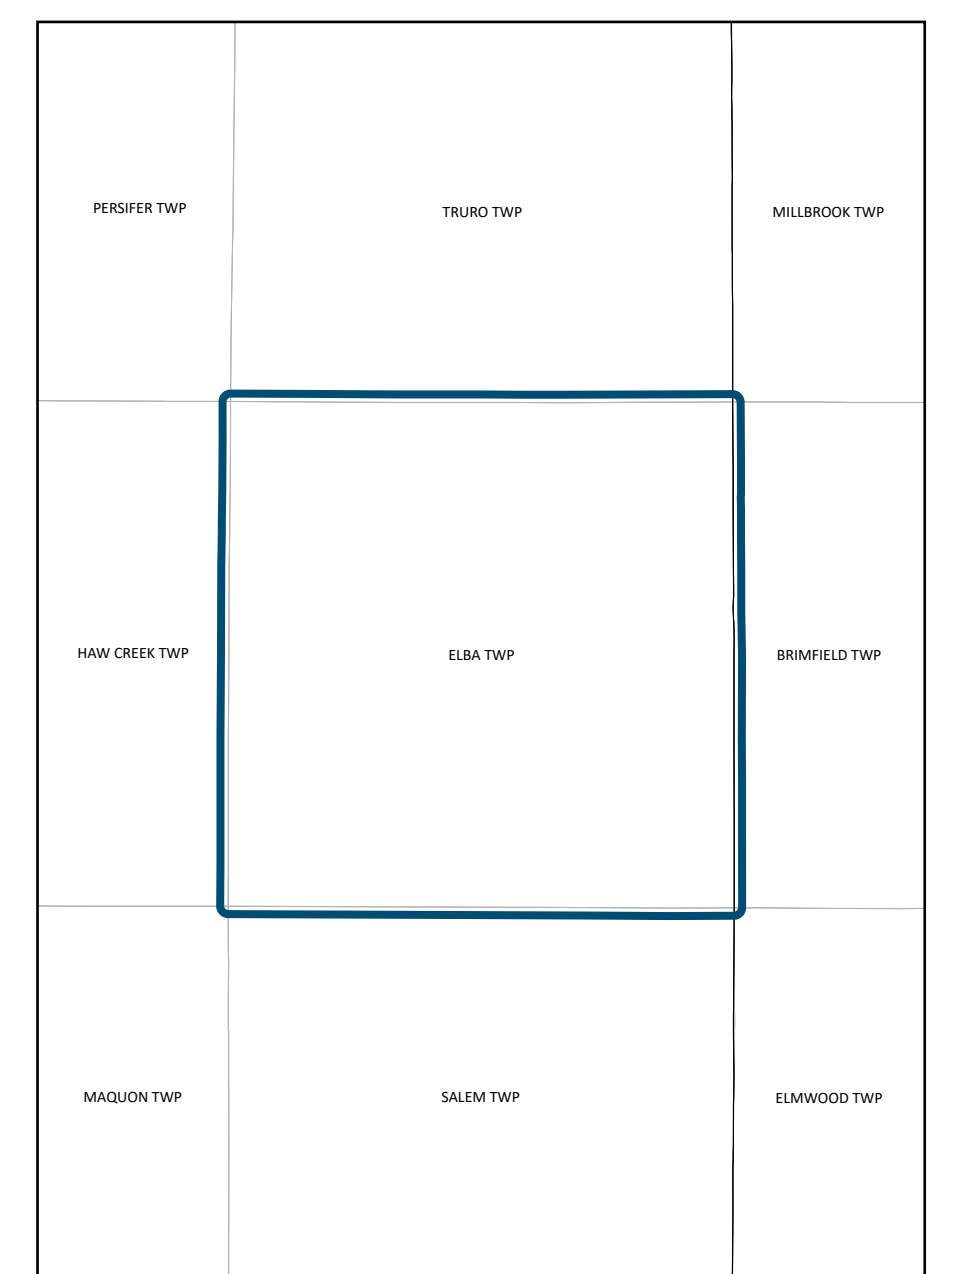 PERSIFER TWP
TRURO TWP
MILLBROOK TWP
HAW CREEK TWP
ELBA TWP
BRIMFIELD TWP
MAQUON TWP
SALEM TWP
ELMWOOD TWP